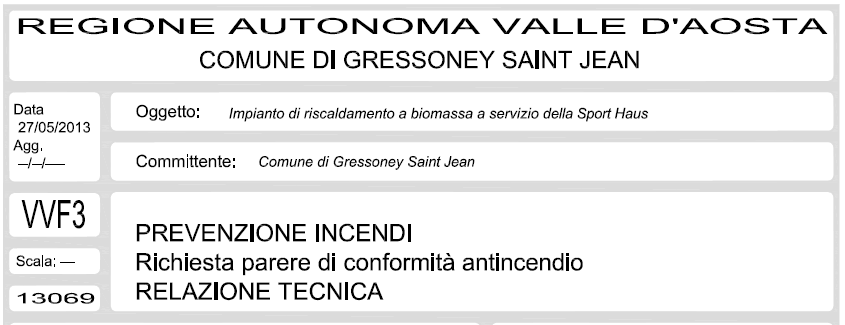 REGIONE AUTONOMA VALLE D'AOSTA
COMUNE DI GRESSONEY SAINT JEAN
Data
27/05/2013
Agg.
--/--/----
Oggetto: Impianto di riscaldamento a biomassa a servizio della Sport Haus
Committente: Comune di Gressoney Saint Jean
VVF3
Scala: —
13069
PREVENZIONE INCENDI
Richiesta parere di conformità antincendio
RELAZIONE TECNICA